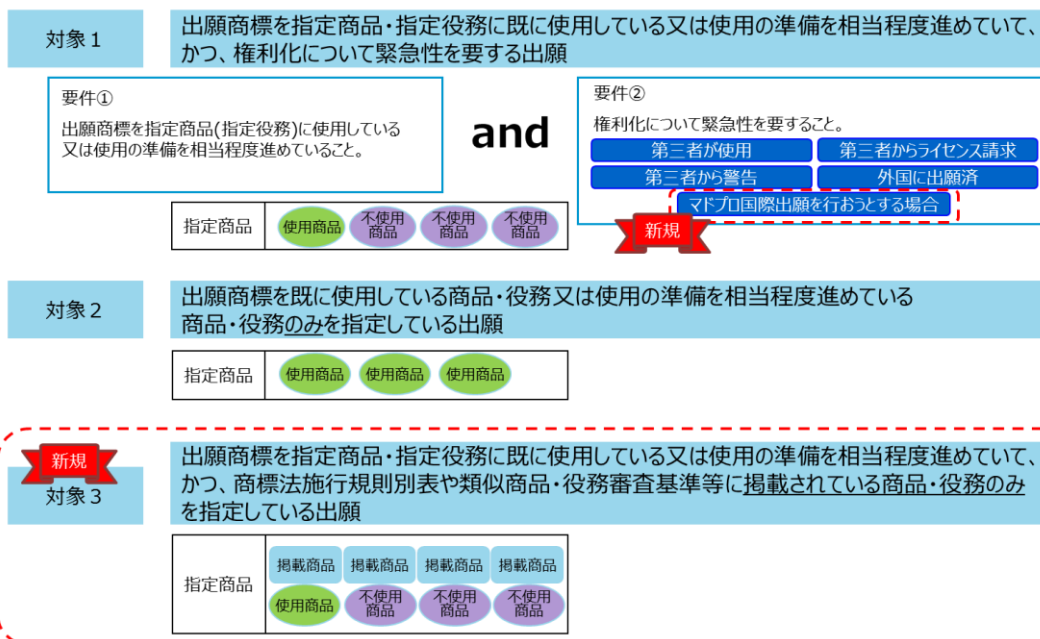 対象1
出願商標を指定商品・指定役務に既に使用している又は使用の準備を相当程度進めていて、
かつ、権利化について緊急性を要する出願
要件①
出願商標を指定商品(指定役務)に使用している
又は使用の準備を相当程度進めていること。
and
要件②
権利化について緊急性を要すること。
第三者が使用
第三者からライセンス請求
第三者から警告
外国に出願済
マドプロ国際出願を行おうとする場合
新規
指定商品
使用商品
不使用
商品
不使用
商品
不使用
商品
対象2
出願商標を既に使用している商品・役務又は使用の準備を相当程度進めている
商品・役務のみを指定している出願
指定商品
使用商品
使用商品
使用商品
新規
対象3
出願商標を指定商品・指定役務に既に使用している又は使用の準備を相当程度進めていて、
かつ、商標法施行規則別表や類似商品・役務審査基準等に掲載されている商品・役務のみ
を指定している出願
指定商品
掲載商品
掲載商品
掲載商品
掲載商品
使用商品
不使用
商品
不使用
商品
不使用
商品